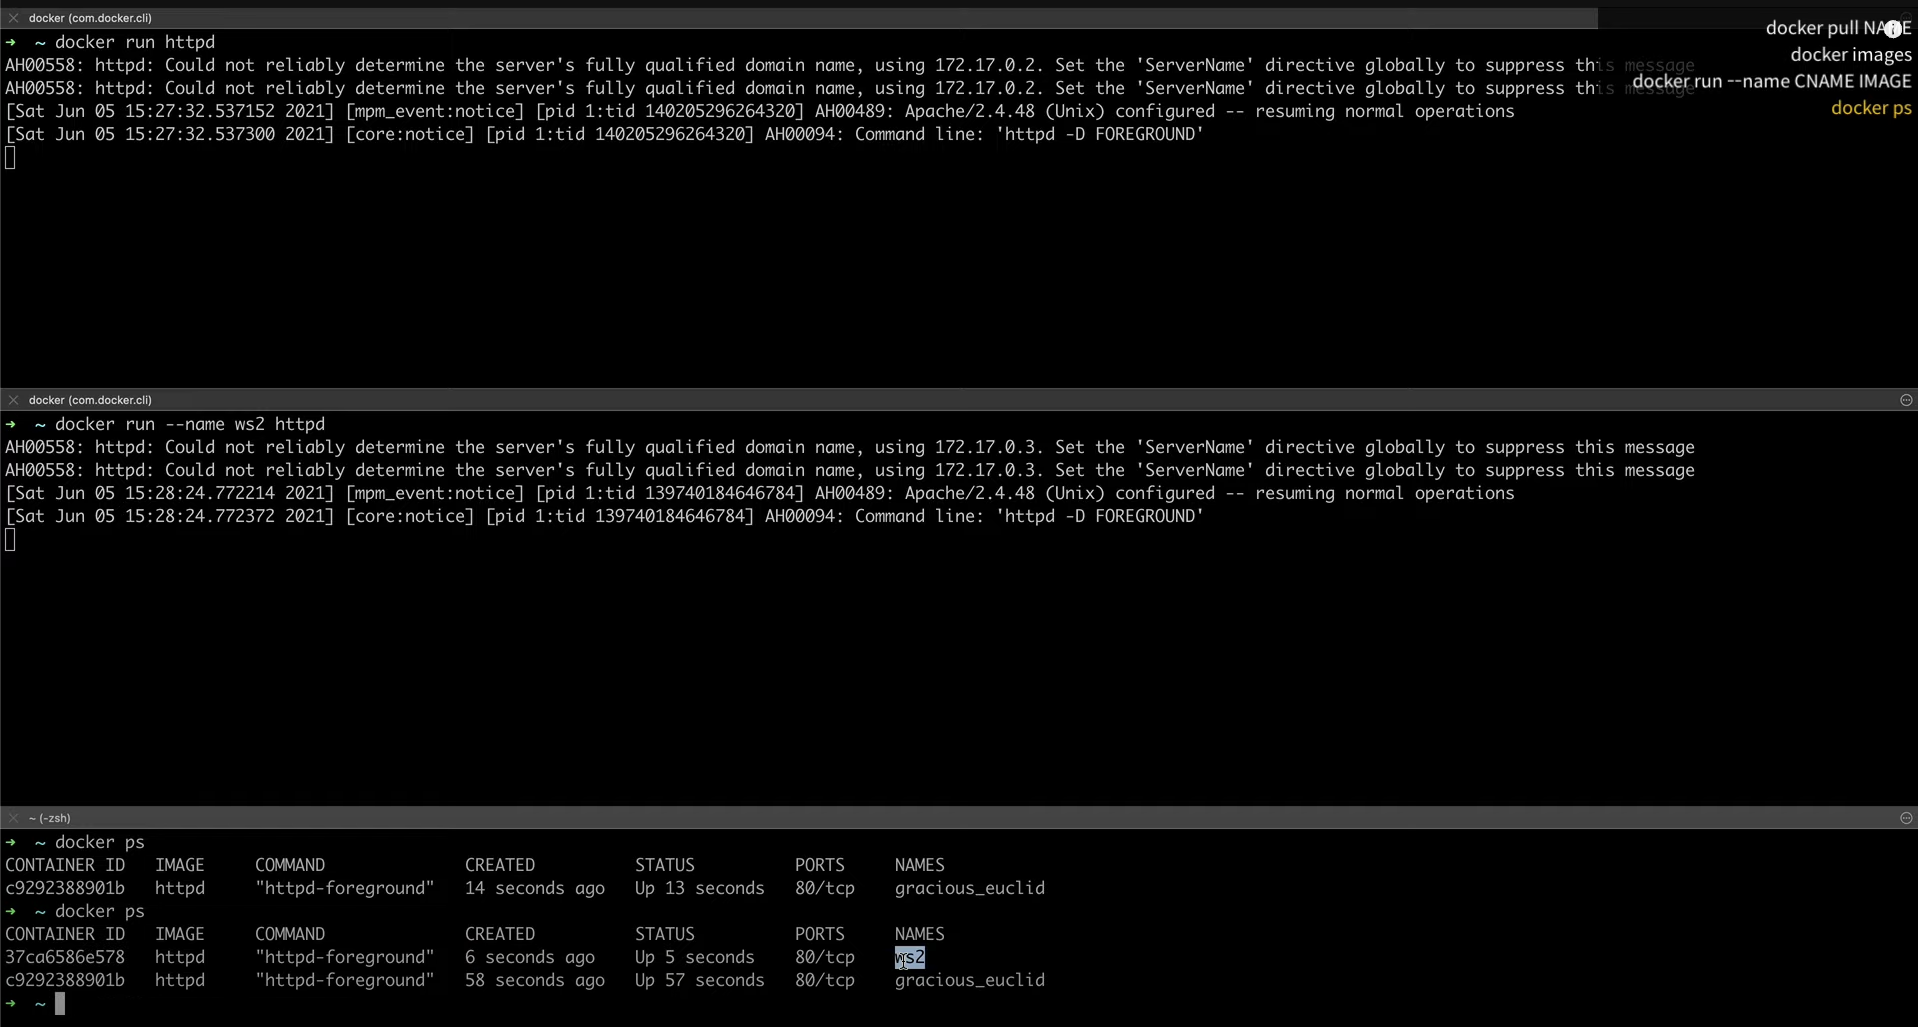 docker (com.docker.cli)
➜ ~ docker run httpd
AH00558: httpd: Could not reliably determine the server's fully qualified domain name, using 172.17.0.2. Set the 'ServerName' directive globally to suppress this message
AH00558: httpd: Could not reliably determine the server's fully qualified domain name, using 172.17.0.2. Set the 'ServerName' directive globally to suppress this message
[Sat Jun 05 15:27:32.537152 2021] [mpm_event:notice] [pid 1:tid 140205296264320] AH00489: Apache/2.4.48 (Unix) configured -- resuming normal operations
[Sat Jun 05 15:27:32.537300 2021] [core:notice] [pid 1:tid 140205296264320] AH00094: Command line: 'httpd -D FOREGROUND'
docker pull NAME
docker images
docker run --name CNAME IMAGE
docker ps
docker (com.docker.cli)
➜ ~ docker run --name ws2 httpd
AH00558: httpd: Could not reliably determine the server's fully qualified domain name, using 172.17.0.3. Set the 'ServerName' directive globally to suppress this message
AH00558: httpd: Could not reliably determine the server's fully qualified domain name, using 172.17.0.3. Set the 'ServerName' directive globally to suppress this message
[Sat Jun 05 15:28:24.772214 2021] [mpm_event:notice] [pid 1:tid 139740184646784] AH00489: Apache/2.4.48 (Unix) configured -- resuming normal operations
[Sat Jun 05 15:28:24.772372 2021] [core:notice] [pid 1:tid 139740184646784] AH00094: Command line: 'httpd -D FOREGROUND'
~ (-zsh)
➜ ~ docker ps
CONTAINER ID IMAGE COMMAND CREATED STATUS PORTS NAMES
c9292388901b httpd "httpd-foreground" 14 seconds ago Up 13 seconds 80/tcp gracious_euclid
➜ ~ docker ps
CONTAINER ID IMAGE COMMAND CREATED STATUS PORTS NAMES
37ca6586e578 httpd "httpd-foreground" 6 seconds ago Up 5 seconds 80/tcp ws2
c9292388901b httpd "httpd-foreground" 58 seconds ago Up 57 seconds 80/tcp gracious_euclid
➜ ~